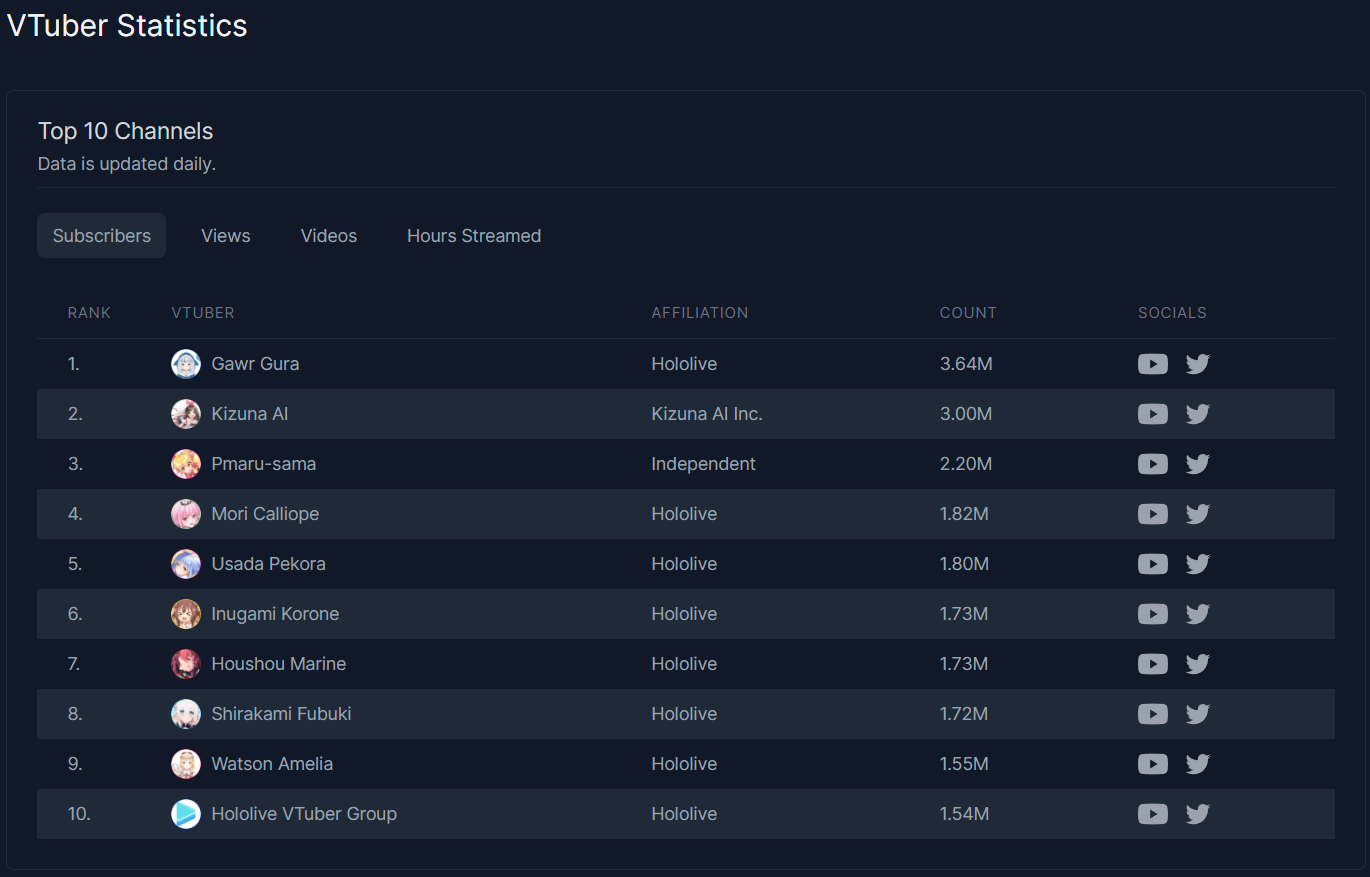 VTuber Statistics
Top 10 Channels
Data is updated daily.
Subscribers Views Videos Hours Streamed
RANK VTUBER AFFILIATION COUNT SOCIALS
1. Gawr Gura Hololive 3.64M
2. Kizuna AI Kizuna AI Inc. 3.00M
3. Pmaru-sama Independent 2.20M
4. Mori Calliope Hololive 1.82M
5. Usada Pekora Hololive 1.80M
6. Inugami Korone Hololive 1.73M
7. Houshou Marine Hololive 1.73M
8. Shirakami Fubuki Hololive 1.72M
9. Watson Amelia Hololive 1.55M
10. Hololive VTuber Group Hololive 1.54M